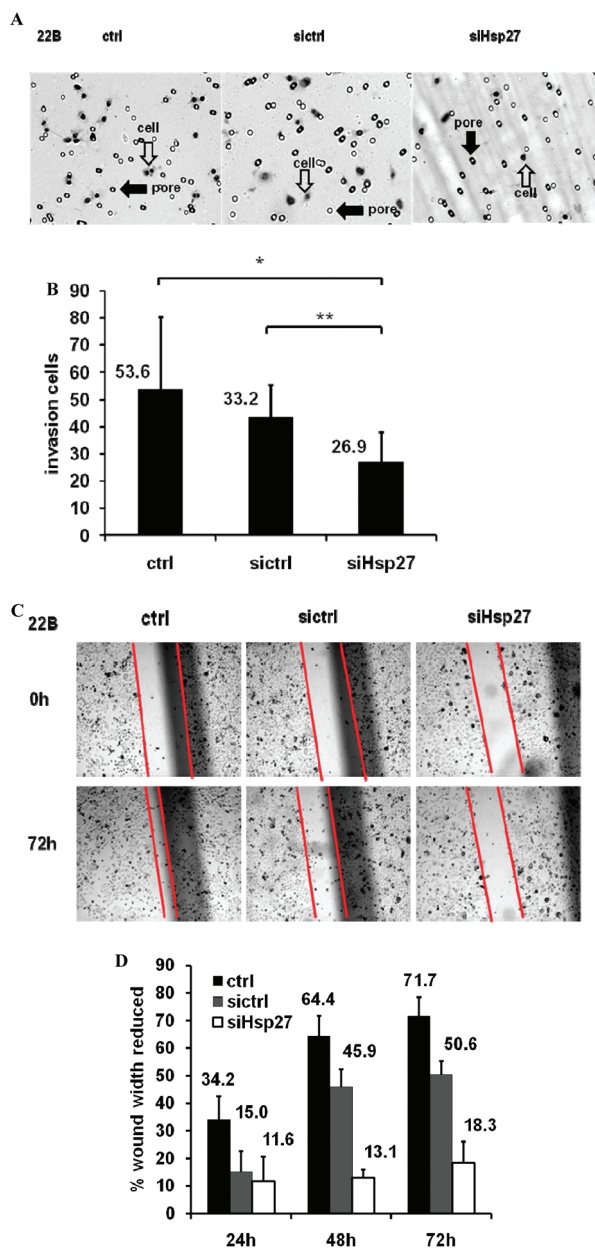 A
22B ctrl sictrl siHsp27
cell
pore
cell
pore
pore
cell
B
*
**
invasion cells
90
80
70
60
50
40
30
20
10
0
53.6
33.2
26.9
ctrl sictrl siHsp27
C
22B ctrl sictrl siHsp27
0h
72h
D
% wound width reduced
90
80
70
60
50
40
30
20
10
0
ctrl
sictrl
siHsp27
34.2
15.0
11.6
64.4
45.9
13.1
71.7
50.6
18.3
24h 48h 72h